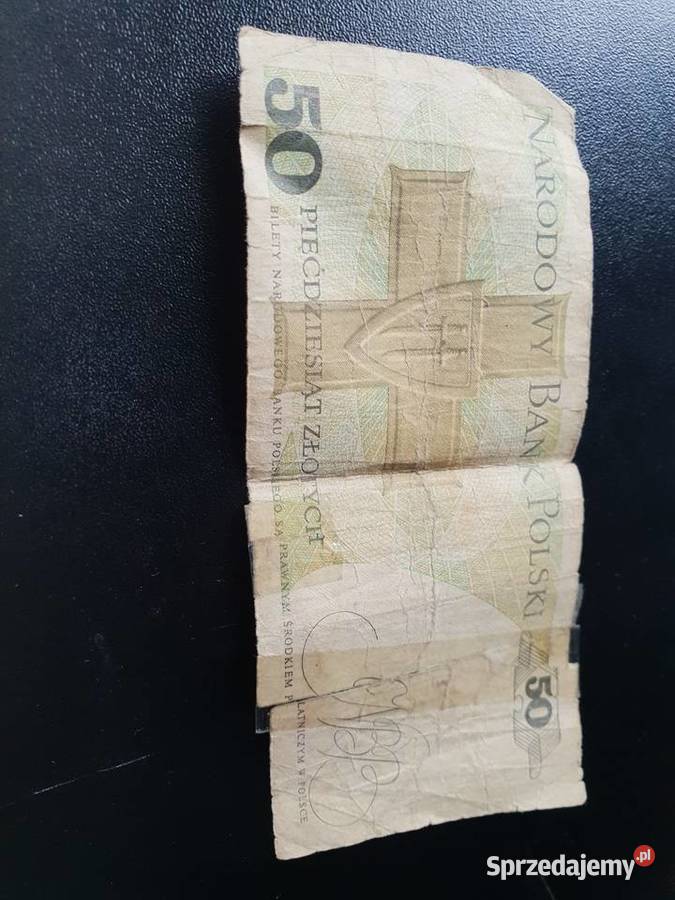 NARODOWY BANK POLSKI
50
50
PIĘĆDZIESIĄT ZŁOTYCH
BILETY NARODOWEGO BANKU POLSKIEGO SĄ PRAWNYM ŚRODKIEM PŁATNICZYM W POLSCE
Sprzedajemy.pl